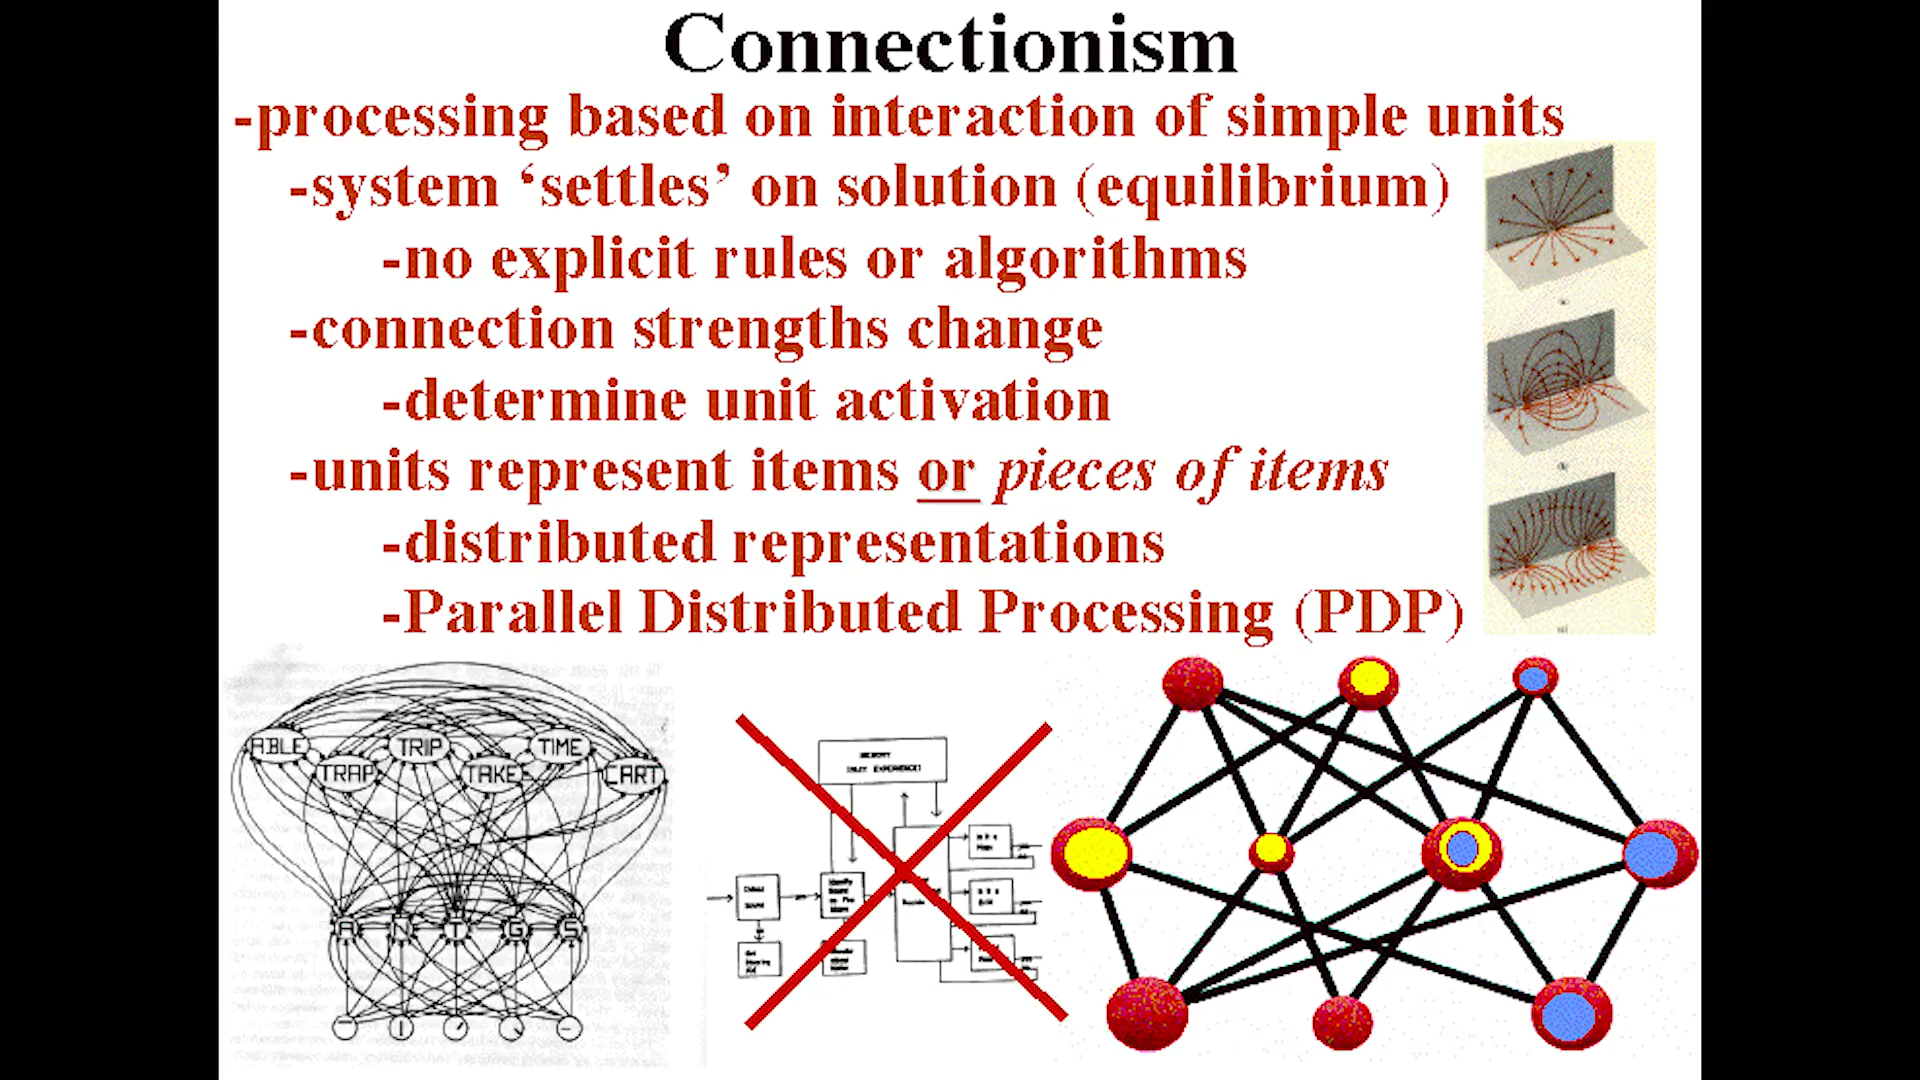 Connectionism
-processing based on interaction of simple units
-system ‘settles’ on solution (equilibrium)
-no explicit rules or algorithms
-connection strengths change
-determine unit activation
-units represent items or pieces of items
-distributed representations
-Parallel Distributed Processing (PDP)
ABLE
TRIP
TIME
TRAP
TAKE
CART
MEMORY
A
N
T
G
S